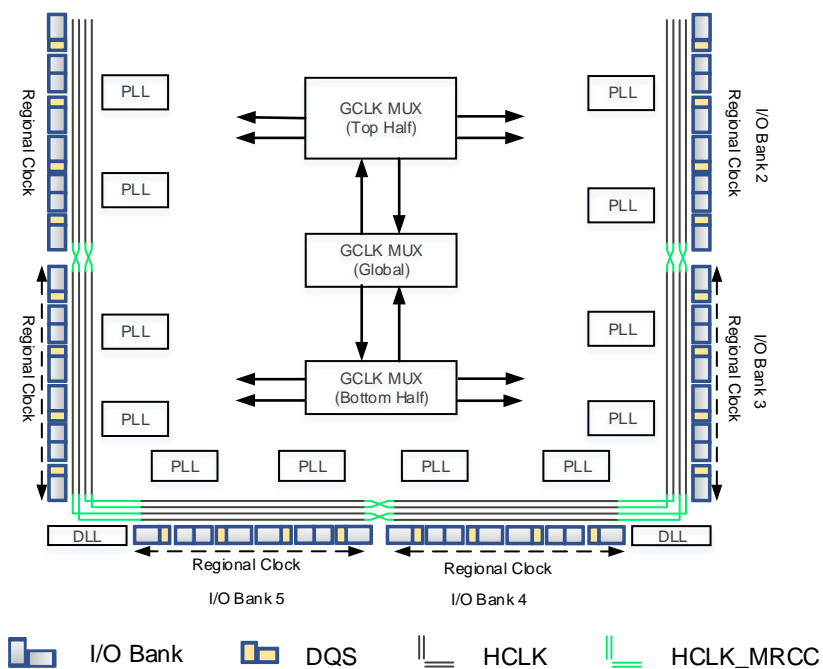 PLL
GCLK MUX
(Top Half)
PLL
Regional Clock
Regional Clock
I/O Bank 2
PLL
PLL
GCLK MUX
(Global)
PLL
PLL
Regional Clock
Regional Clock
I/O Bank 3
GCLK MUX
(Bottom Half)
PLL
PLL
PLL
PLL
PLL
PLL
DLL
DLL
Regional Clock
Regional Clock
I/O Bank 5
I/O Bank 4
I/O Bank
DQS
HCLK
HCLK_MRCC